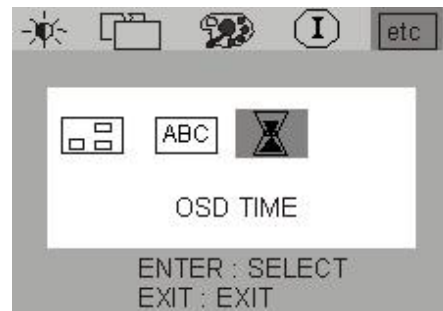 I etc
ABC
OSD TIME
ENTER : SELECT
EXIT : EXIT